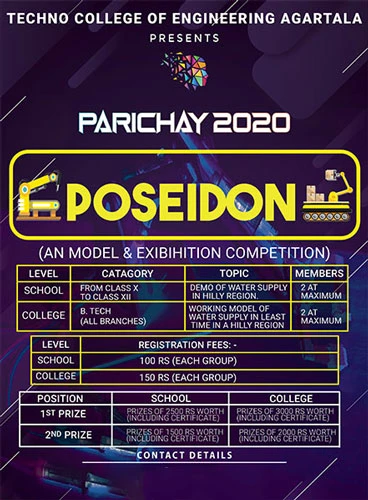 TECHNO COLLEGE OF ENGINEERING AGARTALA
PRESENTS
PARICHAY 2020
POSEIDON
(AN MODEL & EXIBIHITION COMPETITION)
LEVEL CATAGORY TOPIC MEMBERS
SCHOOL FROM CLASS X TO CLASS XII DEMO OF WATER SUPPLY IN HILLY REGION. 2 AT MAXIMUM
COLLEGE B. TECH (ALL BRANCHES) WORKING MODEL OF WATER SUPPLY IN LEAST TIME IN A HILLY REGION 2 AT MAXIMUM
LEVEL REGISTRATION FEES: -
SCHOOL 100 RS (EACH GROUP)
COLLEGE 150 RS (EACH GROUP)
POSITION SCHOOL COLLEGE
1ST PRIZE PRIZES OF 2500 RS WORTH (INCLUDING CERTIFICATE) PRIZES OF 3000 RS WORTH (INCLUDING CERTIFICATE)
2ND PRIZE PRIZES OF 1500 RS WORTH (INCLUDING CERTIFICATE) PRIZES OF 2000 RS WORTH (INCLUDING CERTIFICATE)
CONTACT DETAILS